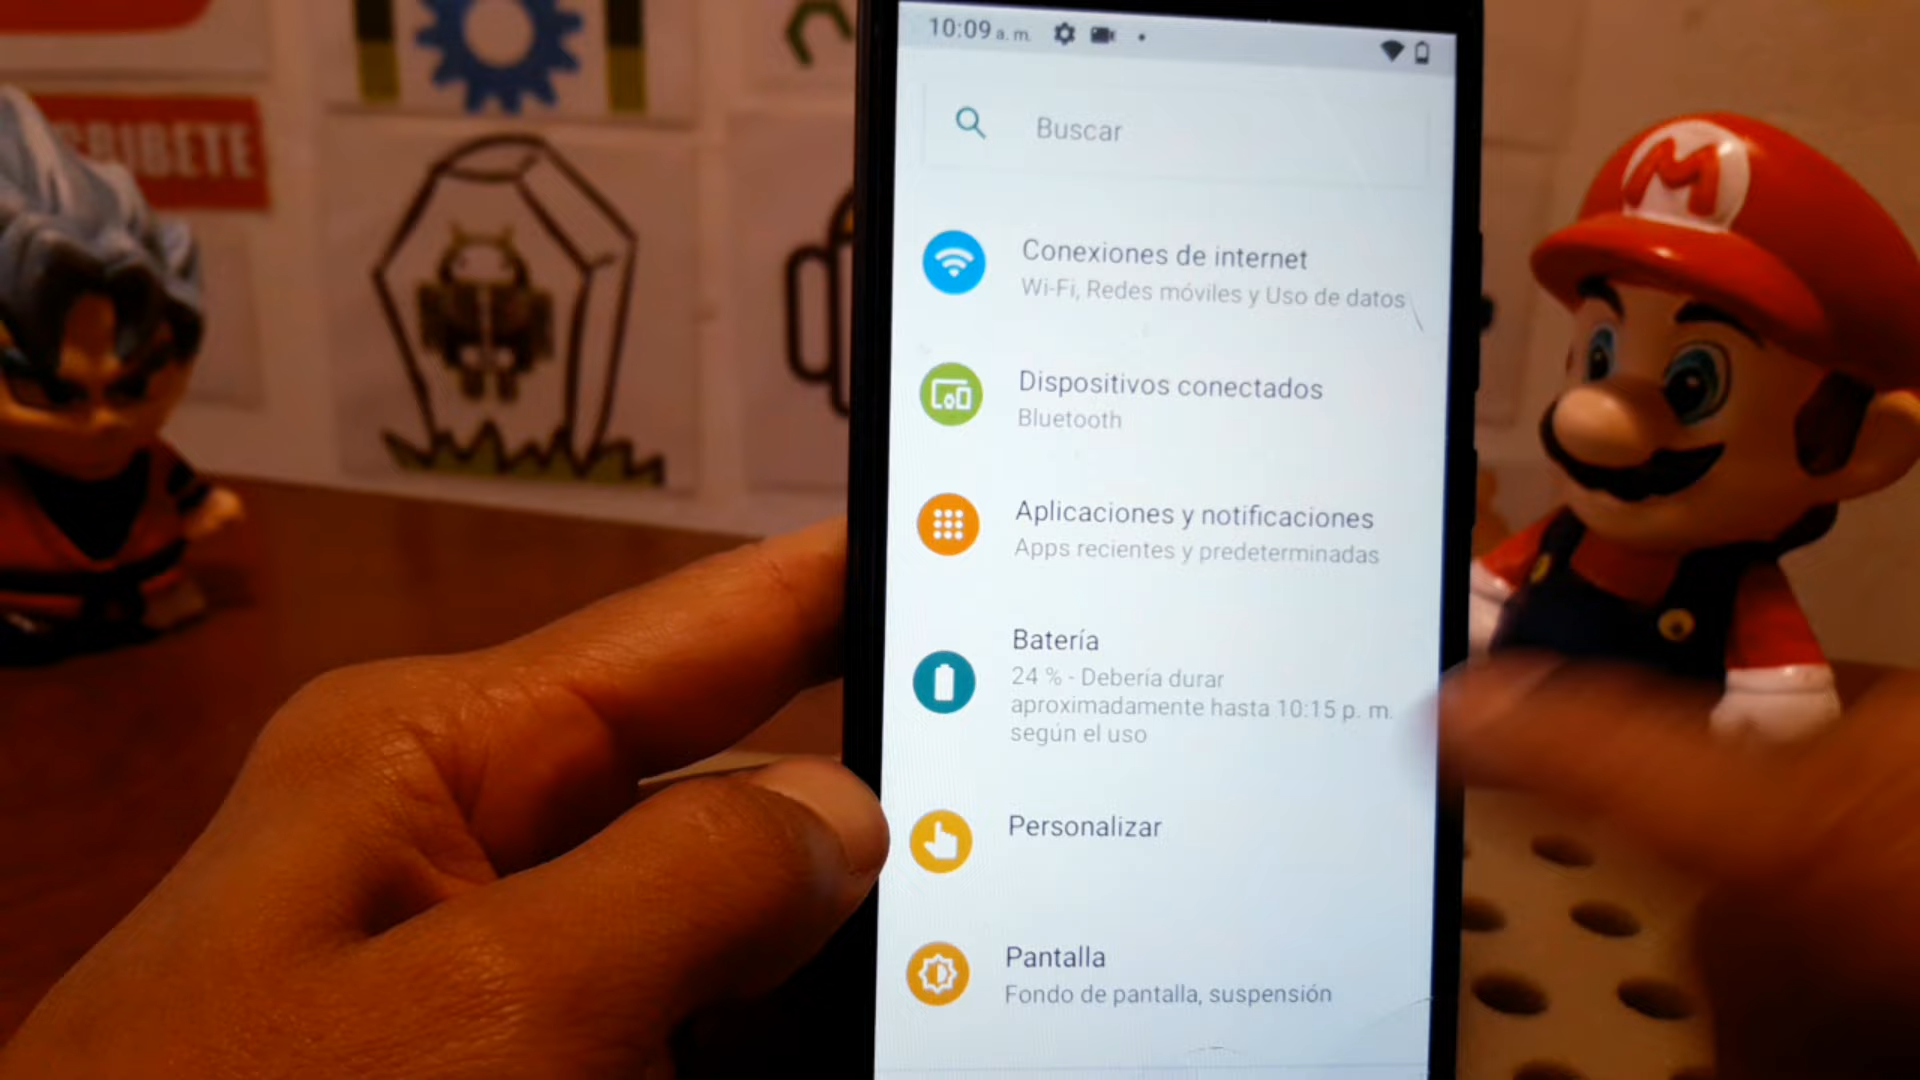 10:09 a. m.
Buscar
Conexiones de internet
Wi-Fi, Redes móviles y Uso de datos
Dispositivos conectados
Bluetooth
Aplicaciones y notificaciones
Apps recientes y predeterminadas
Batería
24 % - Debería durar
aproximadamente hasta 10:15 p. m.
según el uso
Personalizar
Pantalla
Fondo de pantalla, suspensión
CRIBETE
M